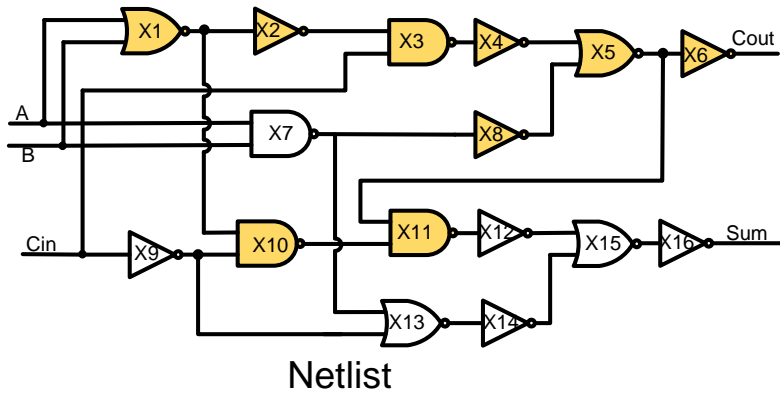 X1
X2
X3
X4
X5
X6
Cout
A
B
X7
X8
Cin
X9
X10
X11
X12
X15
X16
Sum
X13
X14
Netlist